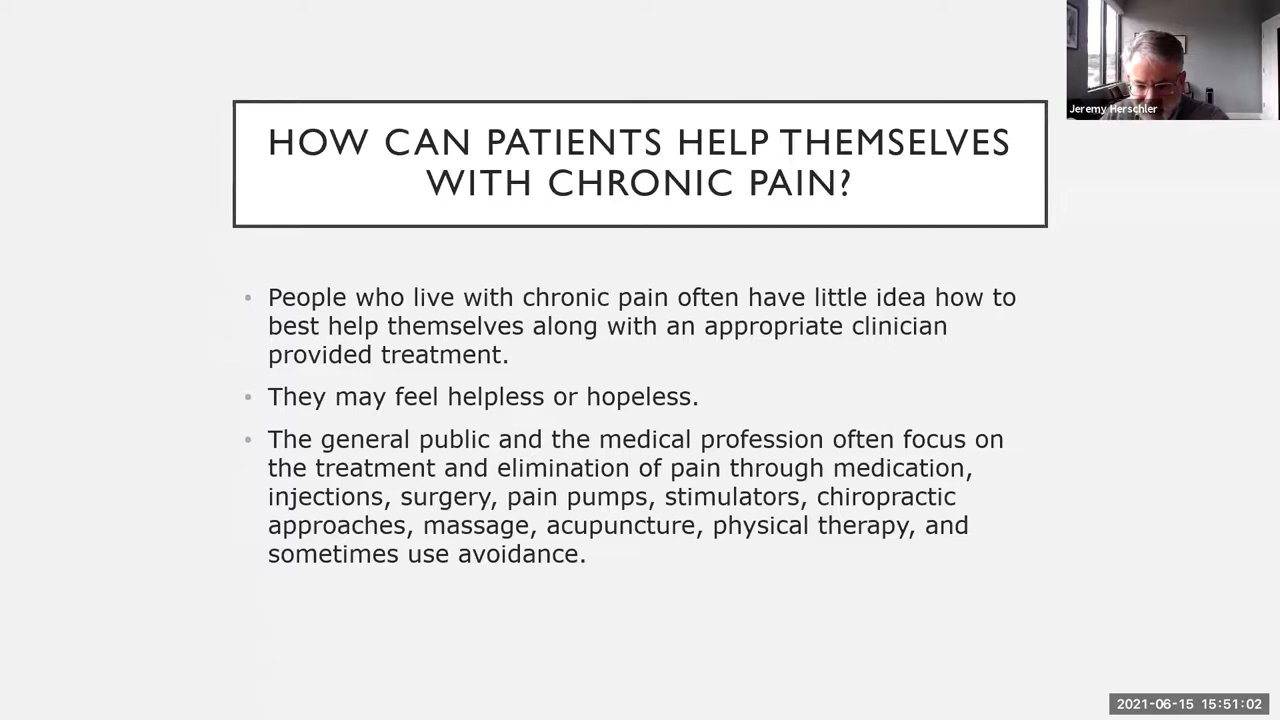 HOW CAN PATIENTS HELP THEMSELVES
WITH CHRONIC PAIN?
Jeremy Herschler
• People who live with chronic pain often have little idea how to
best help themselves along with an appropriate clinician
provided treatment.
• They may feel helpless or hopeless.
• The general public and the medical profession often focus on
the treatment and elimination of pain through medication,
injections, surgery, pain pumps, stimulators, chiropractic
approaches, massage, acupuncture, physical therapy, and
sometimes use avoidance.
2021-06-15 15:51:02